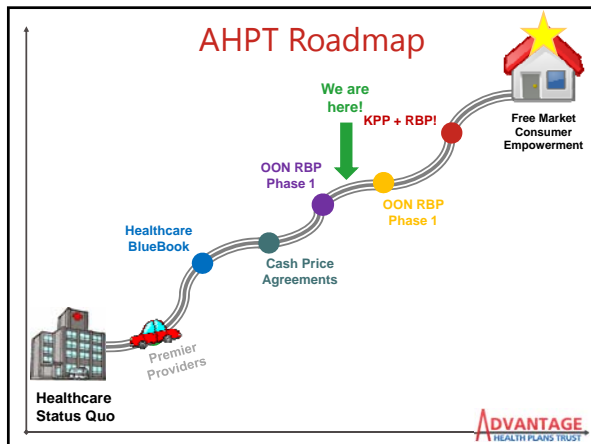 AHPT Roadmap
We are
here!
KPP + RBP!
Free Market
Consumer
Empowerment
OON RBP
Phase 1
OON RBP
Phase 1
Healthcare
BlueBook
Cash Price
Agreements
Premier
Providers
Healthcare
Status Quo
ADVANTAGE
HEALTH PLANS TRUST